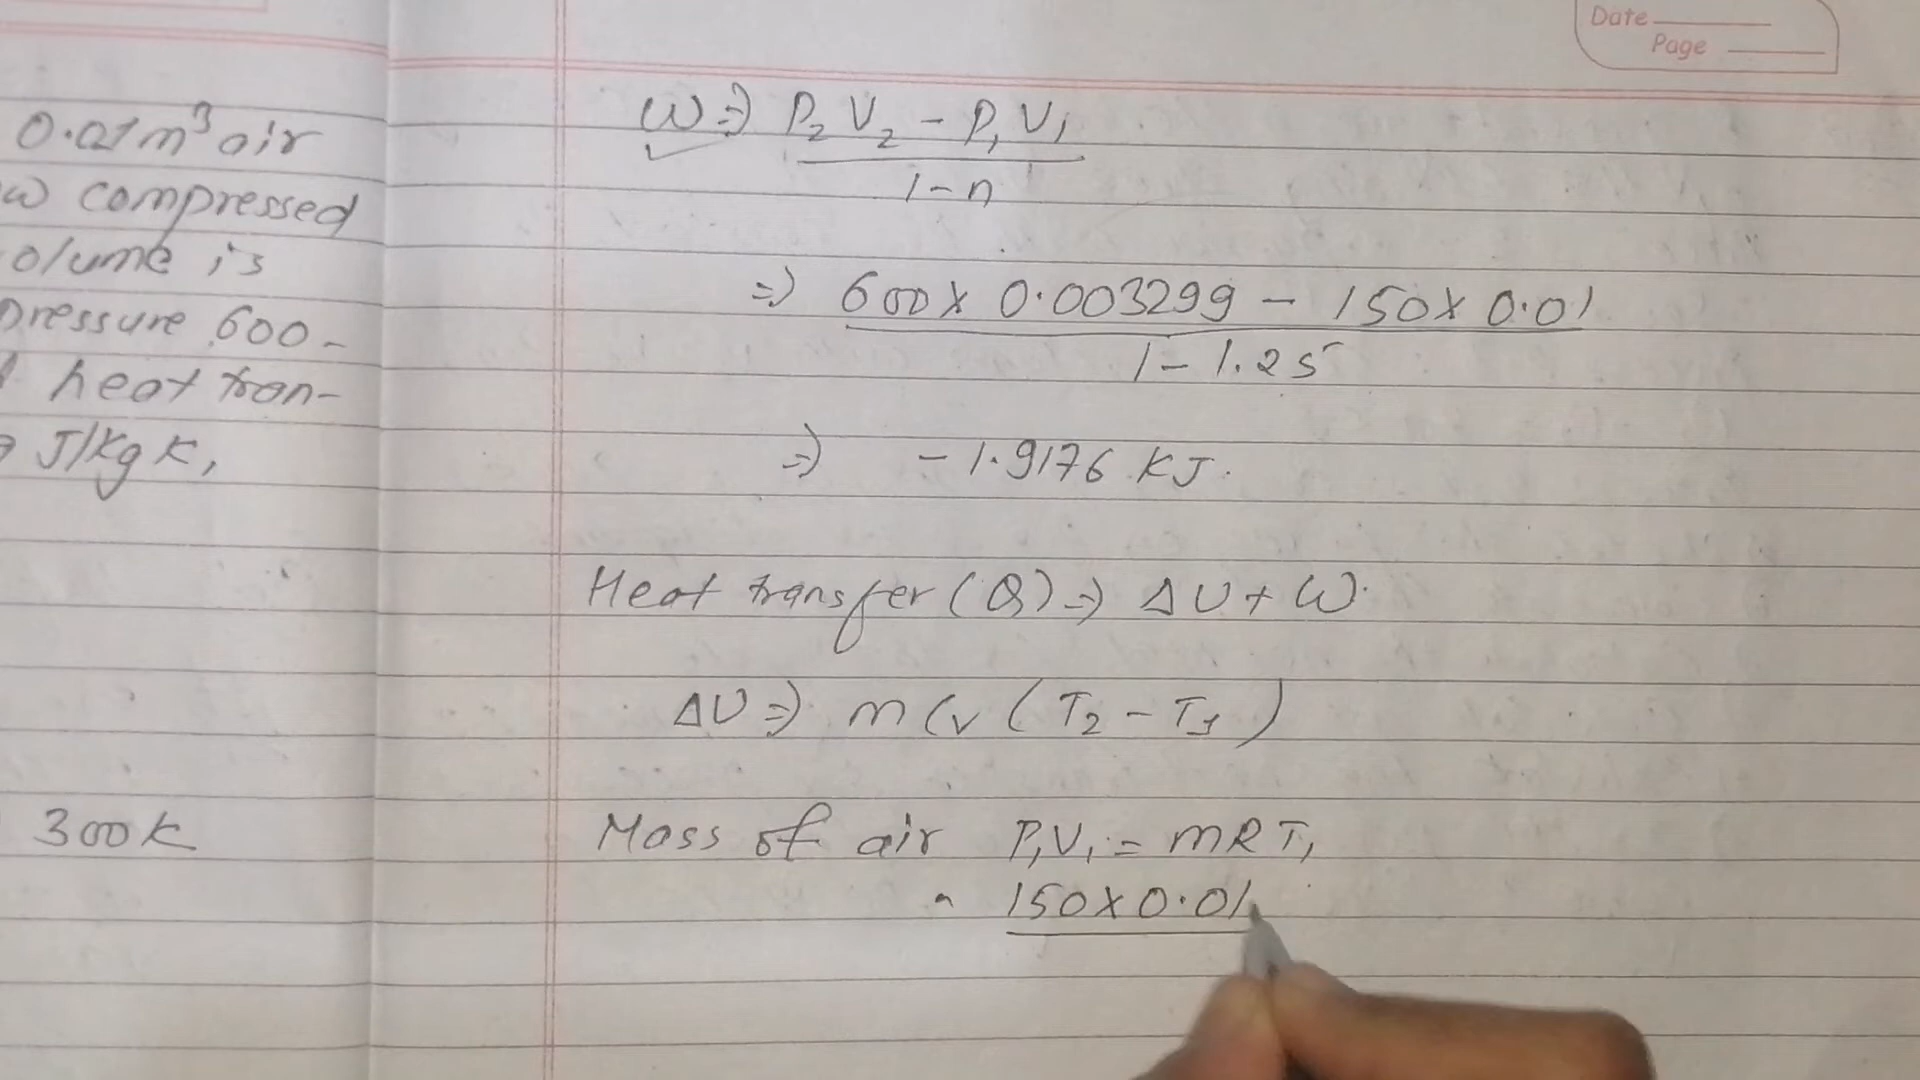 Date
Page
0.01m³ air
w compressed
olume is
pressure 600-
heat tran-
J/kg K,
300K
W => P₂V₂ - P₁V₁
1-n
=> 600 x 0.003299 - 150 x 0.01
1 - 1.25
=> -1.9176 KJ.
Heat transfer (Q) => ΔU + W.
ΔU => m Cv (T₂ - T₁)
Mass of air P₁V₁ = mRT₁
150 x 0.01